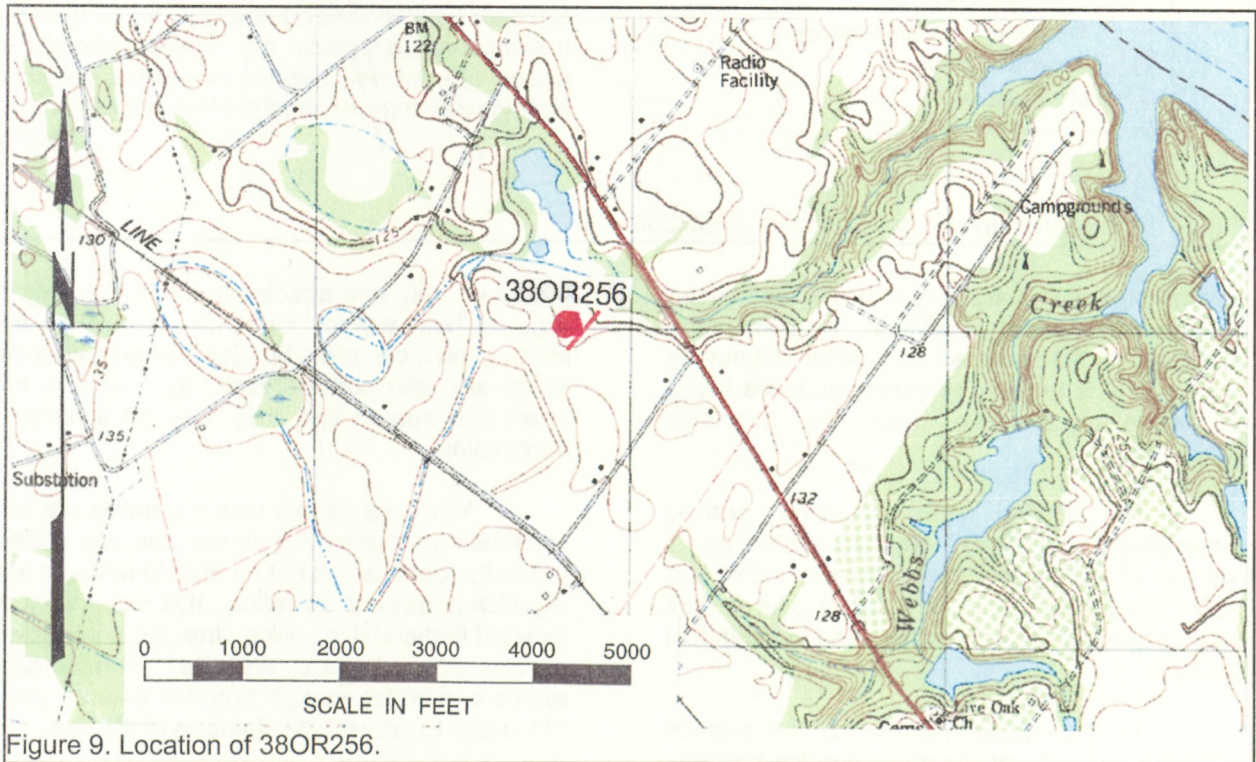 BM
122
Radio
Facility
Campgrounds
125
130
LINE
38OR256
Creek
128
135
135
Substation
N
132
128
Webbs
0 1000 2000 3000 4000 5000
SCALE IN FEET
Live Oak
Ch
Figure 9. Location of 38OR256.